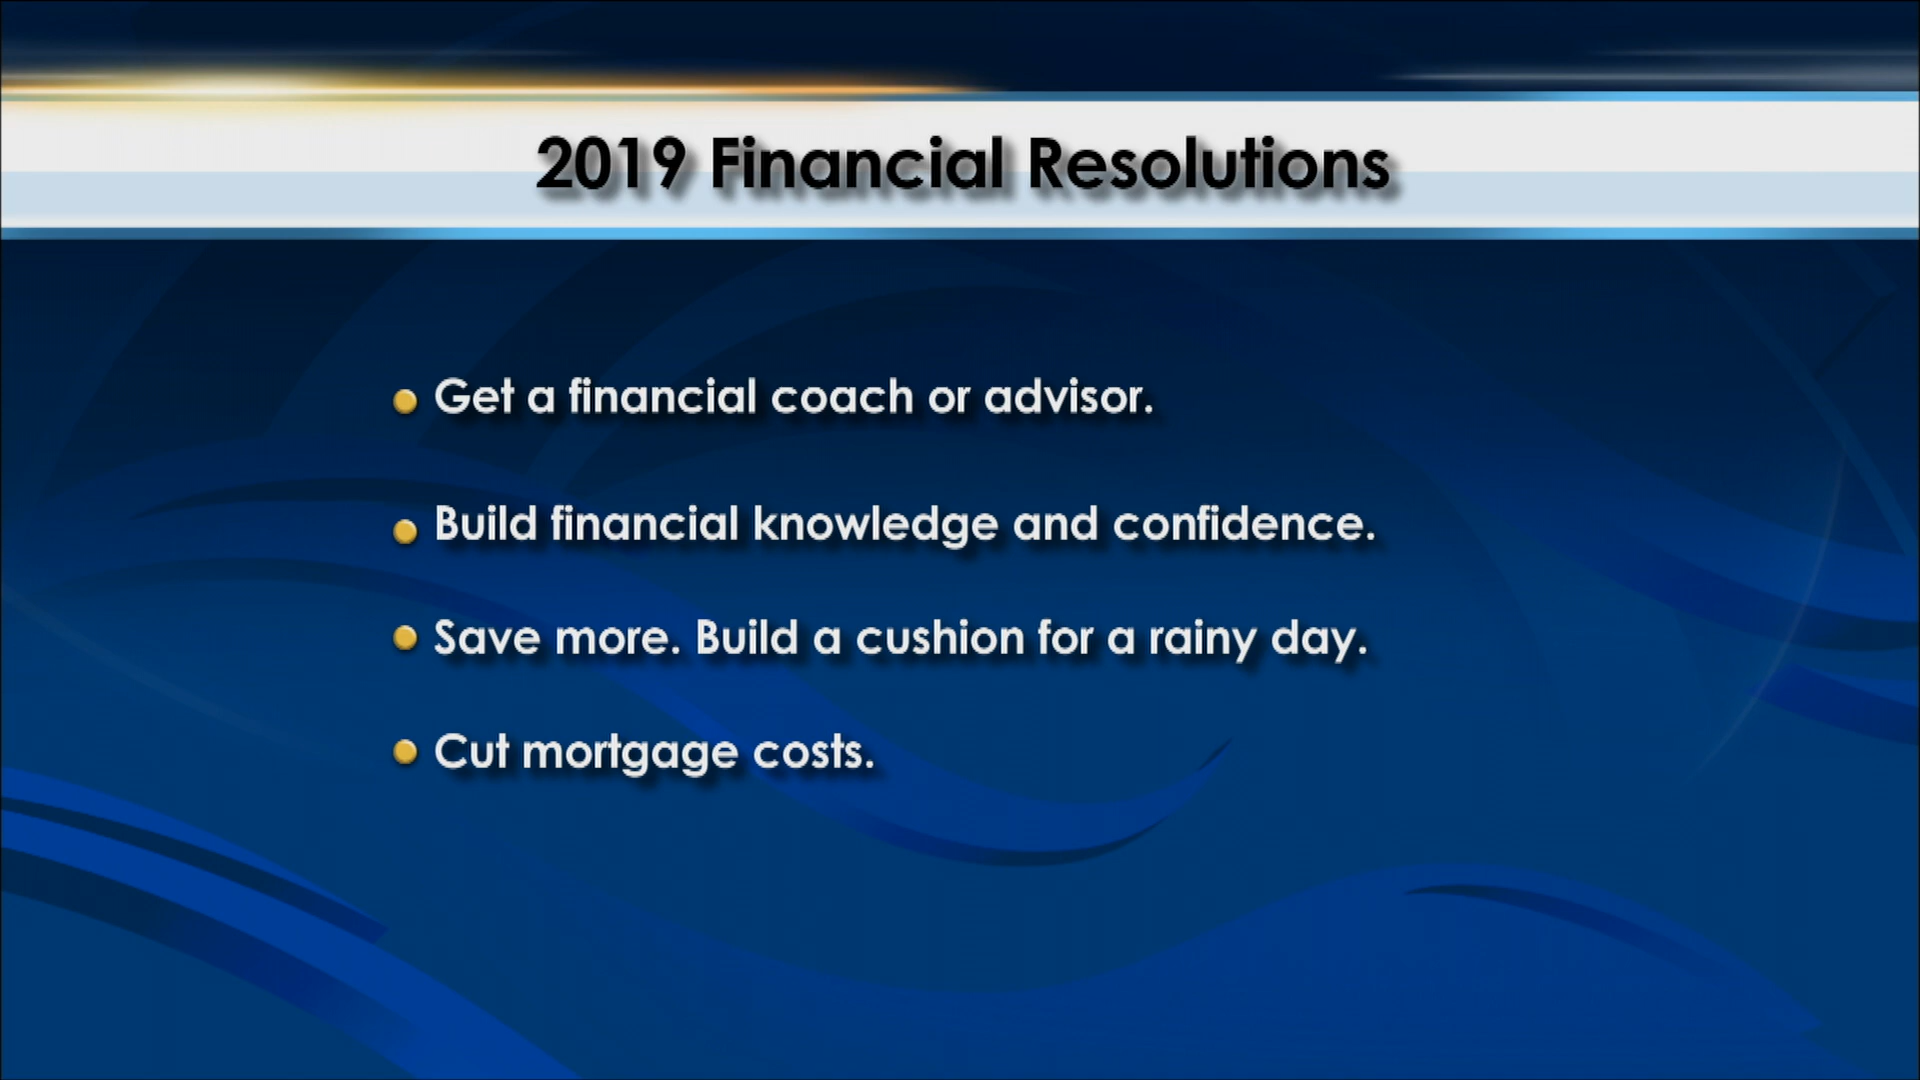 2019 Financial Resolutions
Get a financial coach or advisor.
Build financial knowledge and confidence.
Save more. Build a cushion for a rainy day.
Cut mortgage costs.